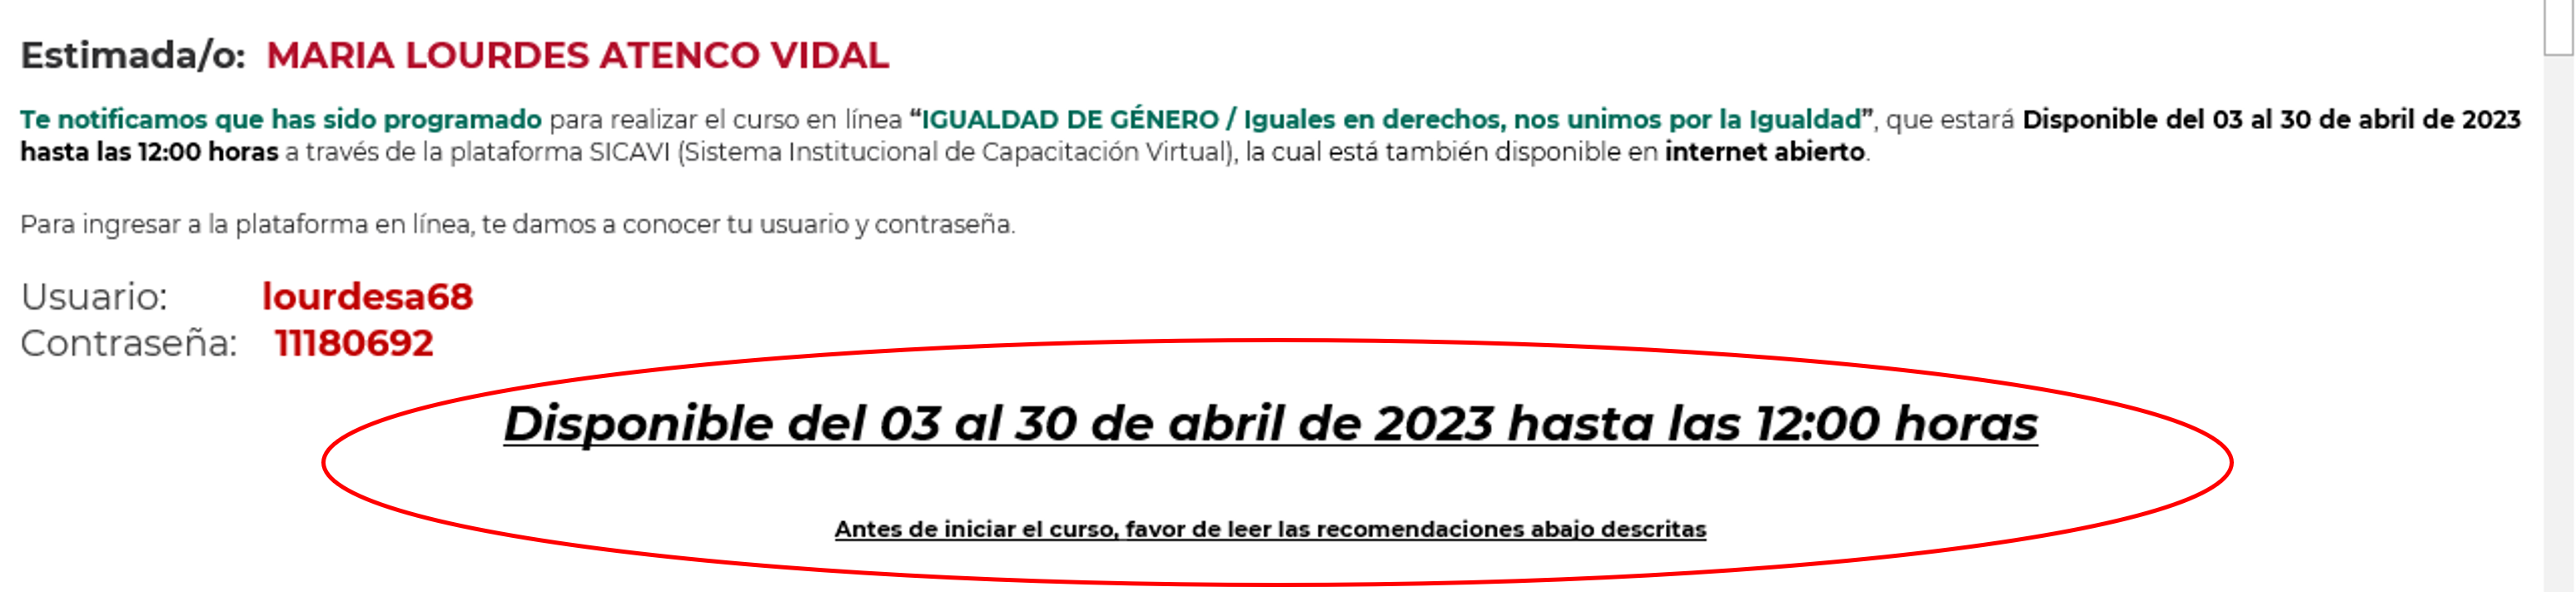 Estimada/o: MARIA LOURDES ATENCO VIDAL
Te notificamos que has sido programado para realizar el curso en línea “IGUALDAD DE GÉNERO / Iguales en derechos, nos unimos por la Igualdad”, que estará Disponible del 03 al 30 de abril de 2023
hasta las 12:00 horas a través de la plataforma SICAVI (Sistema Institucional de Capacitación Virtual), la cual está también disponible en internet abierto.
Para ingresar a la plataforma en línea, te damos a conocer tu usuario y contraseña.
Usuario: lourdesa68
Contraseña: 11180692
Disponible del 03 al 30 de abril de 2023 hasta las 12:00 horas
Antes de iniciar el curso, favor de leer las recomendaciones abajo descritas